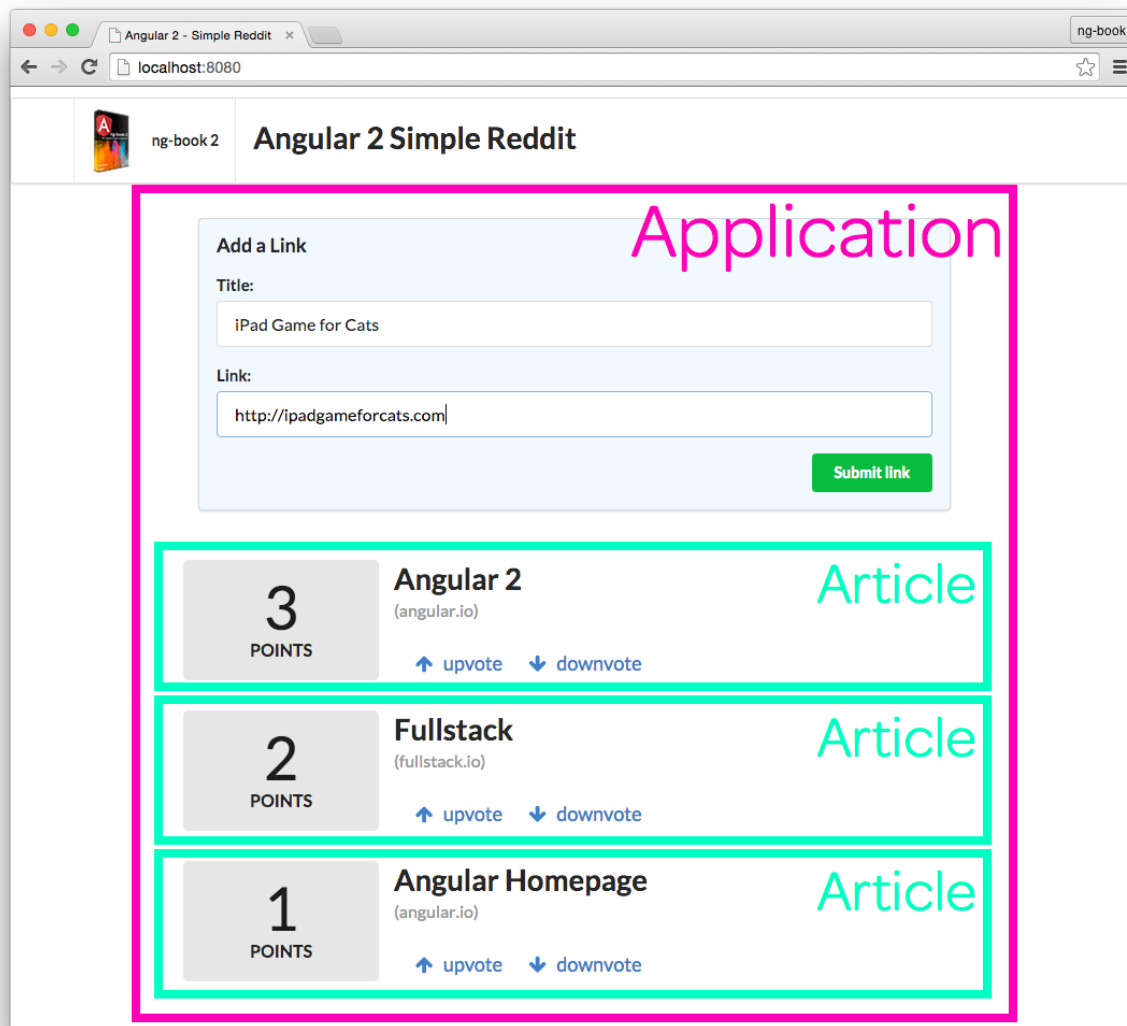 Angular 2 - Simple Reddit
ng-book
localhost:8080
ng-book 2
Angular 2 Simple Reddit
Application
Add a Link
Title:
iPad Game for Cats
Link:
http://ipadgameforcats.com
Submit link
3
POINTS
Angular 2
(angular.io)
upvote downvote
Article
2
POINTS
Fullstack
(fullstack.io)
upvote downvote
Article
1
POINTS
Angular Homepage
(angular.io)
upvote downvote
Article